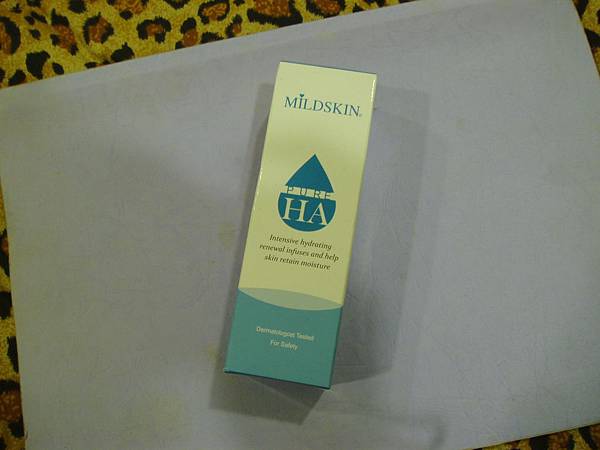 MiLDSKIN®
PURE
HA
Intensive hydrating
renewal infuses and help
skin retain moisture
Dermatologist Tested
For Safety